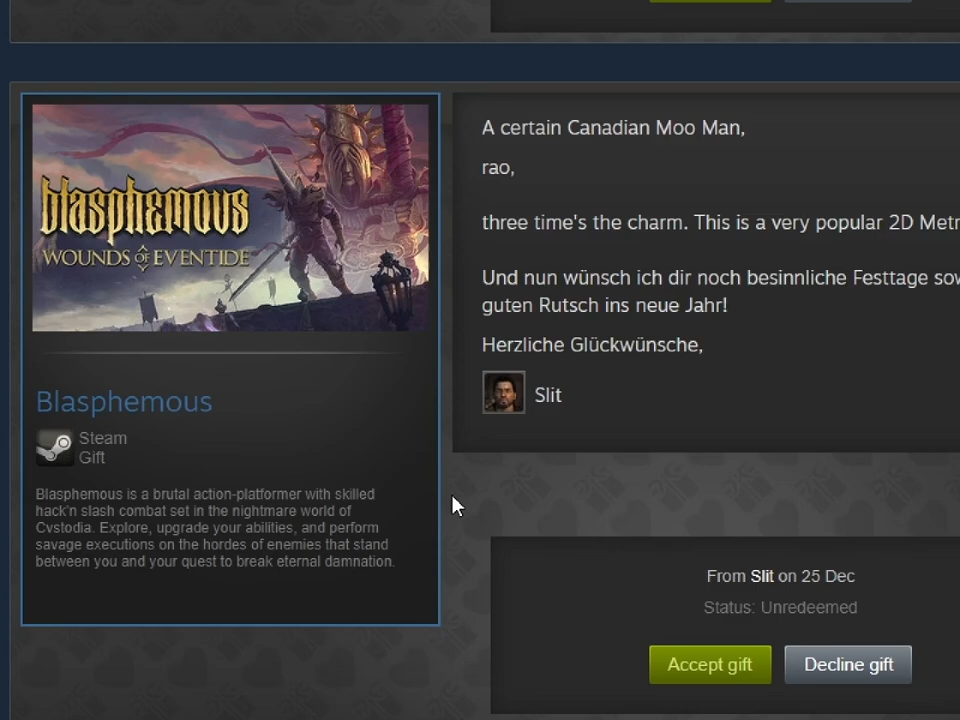 blasphemous
WOUNDS OF EVENTIDE
Blasphemous
Steam
Gift
Blasphemous is a brutal action-platformer with skilled
hack'n slash combat set in the nightmare world of
Cvstodia. Explore, upgrade your abilities, and perform
savage executions on the hordes of enemies that stand
between you and your quest to break eternal damnation.
A certain Canadian Moo Man,
rao,
three time's the charm. This is a very popular 2D
Und nun wünsch ich dir noch besinnliche Festtage
guten Rutsch ins neue Jahr!
Herzliche Glückwünsche,
Slit
From Slit on 25 Dec
Status: Unredeemed
Accept gift
Decline gift